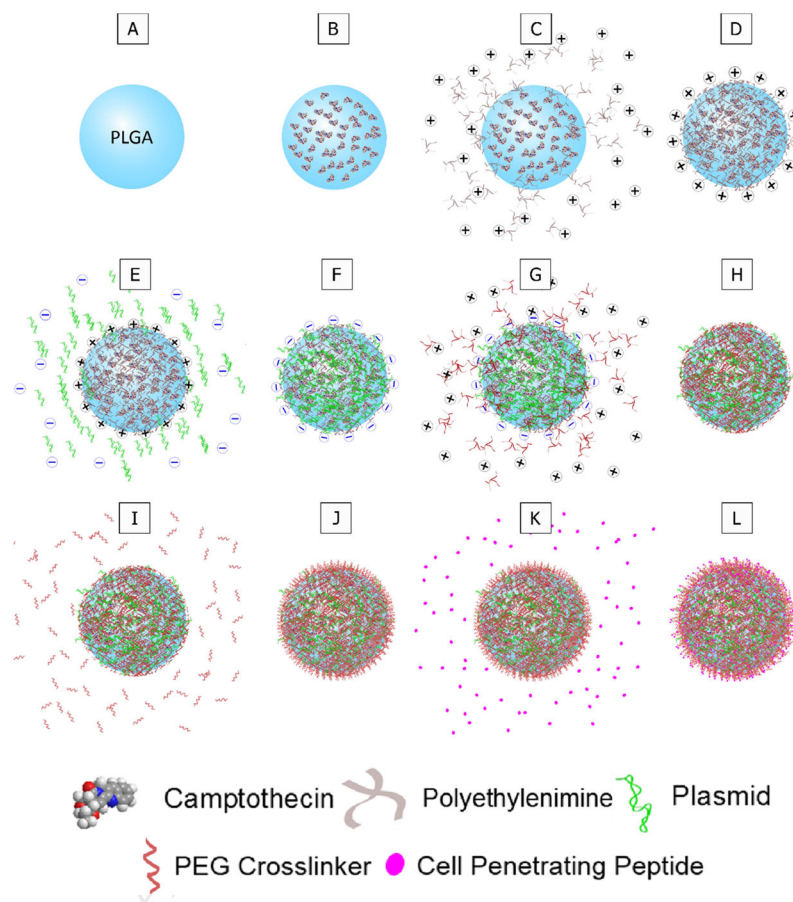 A B C D
PLGA
E F G H
I J K L
Camptothecin Polyethylenimine Plasmid
PEG Crosslinker Cell Penetrating Peptide